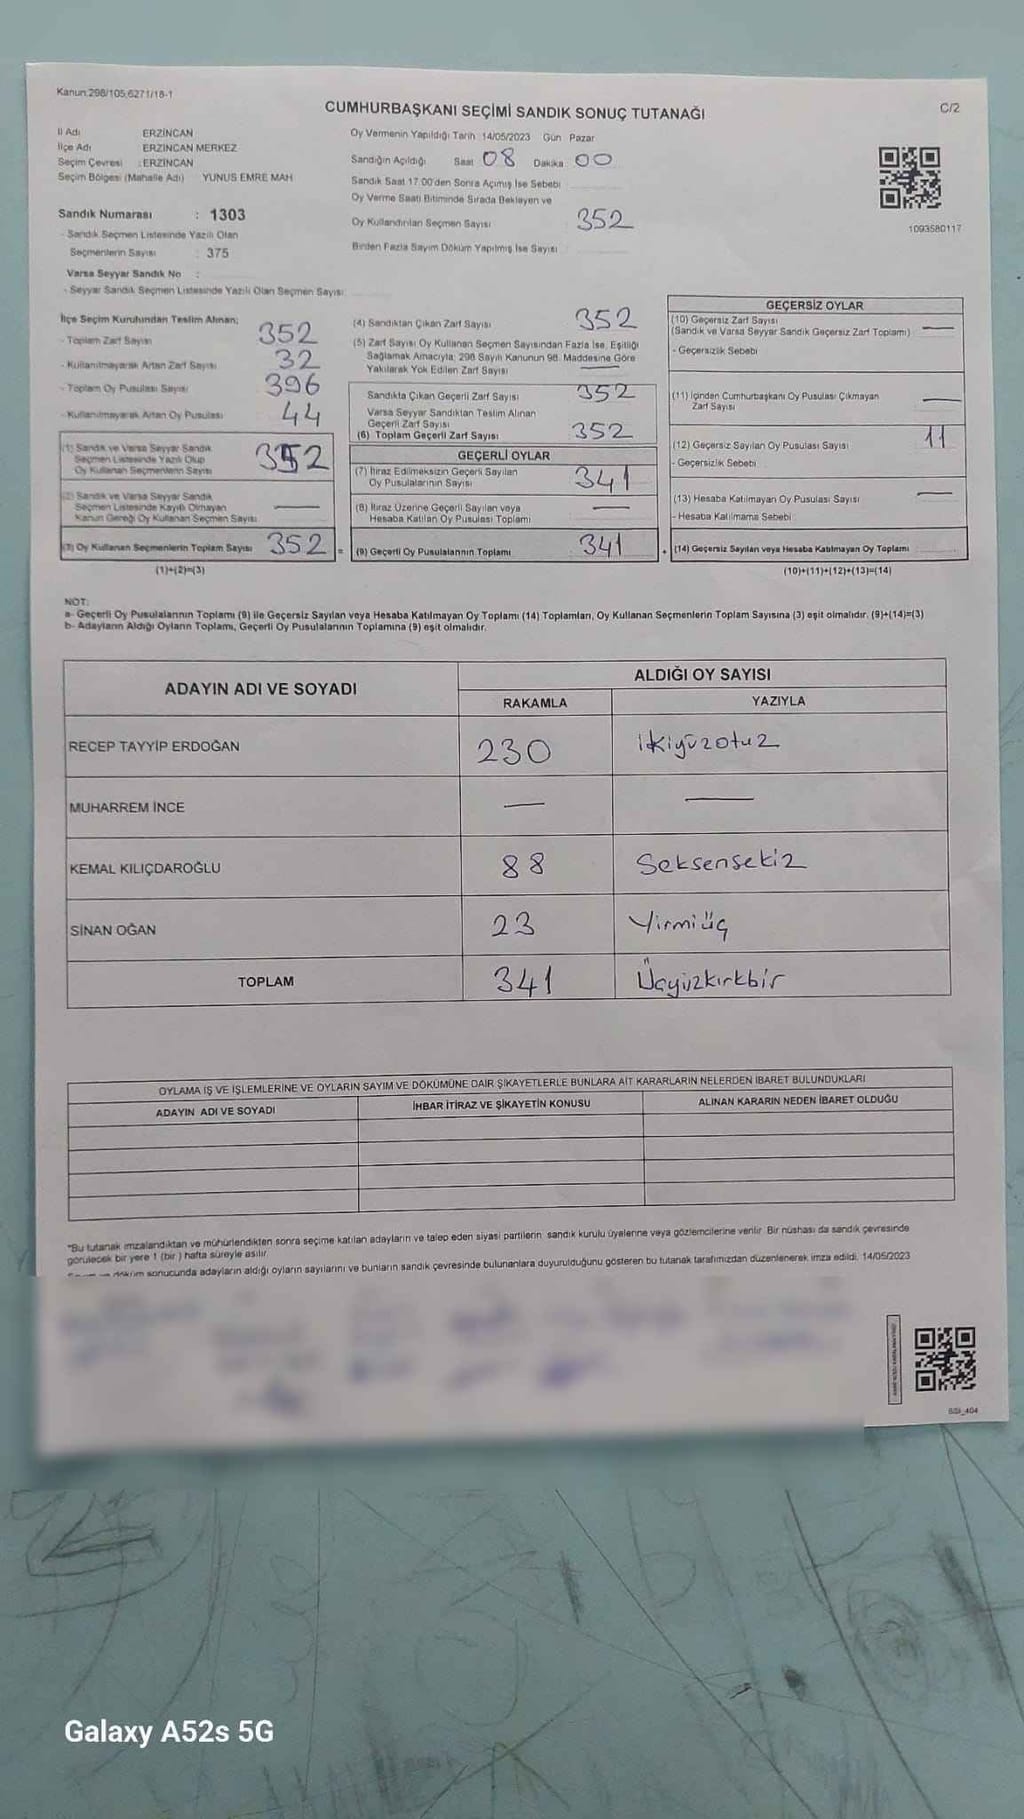 Kanun:298/105;6271/18-1
CUMHURBAŞKANI SEÇİMİ SANDIK SONUÇ TUTANAĞI
C/2
İl Adı ERZİNCAN
İlçe Adı ERZİNCAN MERKEZ
Seçim Çevresi : ERZİNCAN
Seçim Bölgesi (Mahalle Adı) YUNUS EMRE MAH
Oy Vermenin Yapıldığı Tarih 14/05/2023 Gün Pazar
Sandığın Açıldığı Saat 08 Dakika 00
Sandık Saat 17:00'den Sonra Açımış İse Sebebi
Oy Verme Saati Bitiminde Sırada Bekleyen ve
Oy Kullandırılan Seçmen Sayısı 352
Birden Fazla Sayım Döküm Yapılmış İse Sayısı
1093580117
Sandık Numarası : 1303
- Sandık Seçmen Listesinde Yazılı Olan
Seçmenlerin Sayısı : 375
Varsa Seyyar Sandık No :
- Seyyar Sandık Seçmen Listesinde Yazılı Olan Seçmen Sayısı:
İlçe Seçim Kurulundan Teslim Alınan;
- Toplam Zarf Sayısı 352
- Kullanılmayarak Artan Zarf Sayısı 32
- Toplam Oy Pusulası Sayısı 396
- Kullanılmayarak Artan Oy Pusulası 44
(1) Sandık ve Varsa Seyyar Sandık
Seçmen Listesinde Yazılı Olup
Oy Kullanan Seçmenlerin Sayısı 352
(2) Sandık ve Varsa Seyyar Sandık
Seçmen Listesinde Kayıtlı Olmayan
Kanun Gereği Oy Kullanan Seçmen Sayısı —
(3) Oy Kullanan Seçmenlerin Toplam Sayısı 352 =
(1)+(2)=(3)
(4) Sandıktan Çıkan Zarf Sayısı 352
(5) Zarf Sayısı Oy Kullanan Seçmen Sayısından Fazla İse, Eşitliği
Sağlamak Amacıyla; 298 Sayılı Kanunun 98. Maddesine Göre
Yakılarak Yok Edilen Zarf Sayısı —
Sandıkta Çıkan Geçerli Zarf Sayısı 352
Varsa Seyyar Sandıktan Teslim Alınan
Geçerli Zarf Sayısı
(6) Toplam Geçerli Zarf Sayısı 352
GEÇERLİ OYLAR
(7) İtiraz Edilmeksizin Geçerli Sayılan
Oy Pusulalarının Sayısı 341
(8) İtiraz Üzerine Geçerli Sayılan veya
Hesaba Katılan Oy Pusulası Toplamı —
(9) Geçerli Oy Pusulalarının Toplamı 341 +
GEÇERSİZ OYLAR
(10) Geçersiz Zarf Sayısı
(Sandık ve Varsa Seyyar Sandık Geçersiz Zarf Toplamı) —
- Geçersizlik Sebebi
(11) İçinden Cumhurbaşkanı Oy Pusulası Çıkmayan
Zarf Sayısı —
(12) Geçersiz Sayılan Oy Pusulası Sayısı 11
- Geçersizlik Sebebi
(13) Hesaba Katılmayan Oy Pusulası Sayısı —
- Hesaba Katılmama Sebebi
(14) Geçersiz Sayılan veya Hesaba Katılmayan Oy Toplamı
(10)+(11)+(12)+(13)=(14)
NOT:
a- Geçerli Oy Pusulalarının Toplamı (9) ile Geçersiz Sayılan veya Hesaba Katılmayan Oy Toplamı (14) Toplamları, Oy Kullanan Seçmenlerin Toplam Sayısına (3) eşit olmalıdır. (9)+(14)=(3)
b- Adayların Aldığı Oyların Toplamı, Geçerli Oy Pusulalarının Toplamına (9) eşit olmalıdır.
ADAYIN ADI VE SOYADI
ALDIĞI OY SAYISI
RAKAMLA YAZIYLA
RECEP TAYYİP ERDOĞAN 230 ikiyüzotuz
MUHARREM İNCE — —
KEMAL KILIÇDAROĞLU 88 Seksensekiz
SİNAN OĞAN 23 Yirmiüç
TOPLAM 341 Üçyüzkırkbir
OYLAMA İŞ VE İŞLEMLERİNE VE OYLARIN SAYIM VE DÖKÜMÜNE DAİR ŞİKAYETLERLE BUNLARA AİT KARARLARIN NELERDEN İBARET BULUNDUKLARI
ADAYIN ADI VE SOYADI İHBAR İTİRAZ VE ŞİKAYETİN KONUSU ALINAN KARARIN NEDEN İBARET OLDUĞU
*Bu tutanak imzalandıktan ve mühürlendikten sonra seçime katılan adayların ve talep eden siyasi partilerin sandık kurulu üyelerine veya gözlemcilerine verilir. Bir nüshası da sandık çevresinde
görülecek bir yere 1 (bir ) hafta süreyle asılır.
döküm sonucunda adayların aldığı oyların sayılarını ve bunların sandık çevresinde bulunanlara duyurulduğunu gösteren bu tutanak tarafımızdan düzenlenerek imza edildi. 14/05/2023
Galaxy A52s 5G